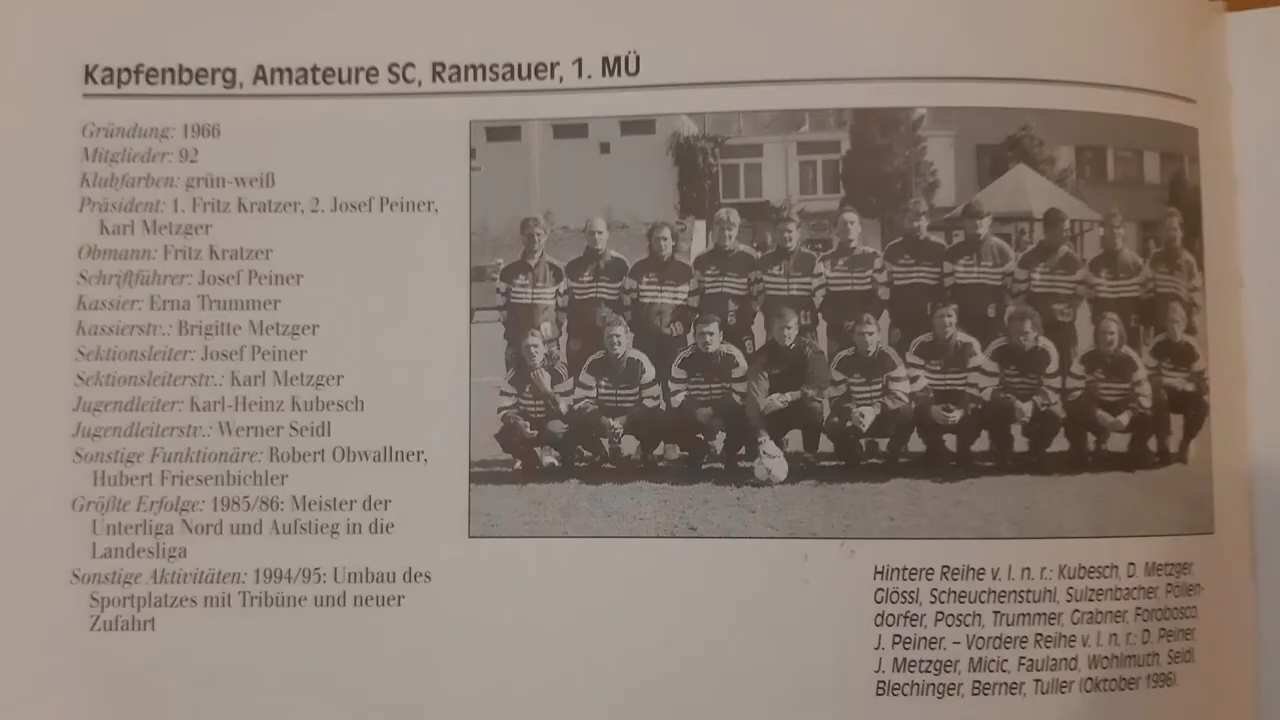 Kapfenberg, Amateure SC, Ramsauer, 1. MÜ
Gründung: 1966
Mitglieder: 92
Klubfarben: grün-weiß
Präsident: 1. Fritz Kratzer, 2. Josef Peiner,
Karl Metzger
Obmann: Fritz Kratzer
Schriftführer: Josef Peiner
Kassier: Erna Trummer
Kassierstv.: Brigitte Metzger
Sektionsleiter: Josef Peiner
Sektionsleiterstv.: Karl Metzger
Jugendleiter: Karl-Heinz Kubesch
Jugendleiterstv.: Werner Seidl
Sonstige Funktionäre: Robert Obwallner,
Hubert Friesenbichler
Größte Erfolge: 1985/86: Meister der
Unterliga Nord und Aufstieg in die
Landesliga
Sonstige Aktivitäten: 1994/95: Umbau des
Sportplatzes mit Tribüne und neuer
Zufahrt
Hintere Reihe v. l. n. r.: Kubesch, D. Metzger,
Glössl, Scheuchenstuhl, Sulzenbacher, Pöllen-
dorfer, Posch, Trummer, Grabner, Forobosco,
J. Peiner. – Vordere Reihe v. l. n. r.: D. Peiner,
J. Metzger, Micic, Fauland, Wohlmuth, Seidl,
Blechinger, Berner, Tuller (Oktober 1996).